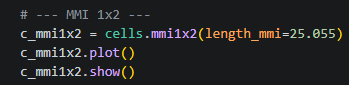 # --- MMI 1x2 ---
c_mmi1x2 = cells.mmi1x2(length_mmi=25.055)
c_mmi1x2.plot()
c_mmi1x2.show()